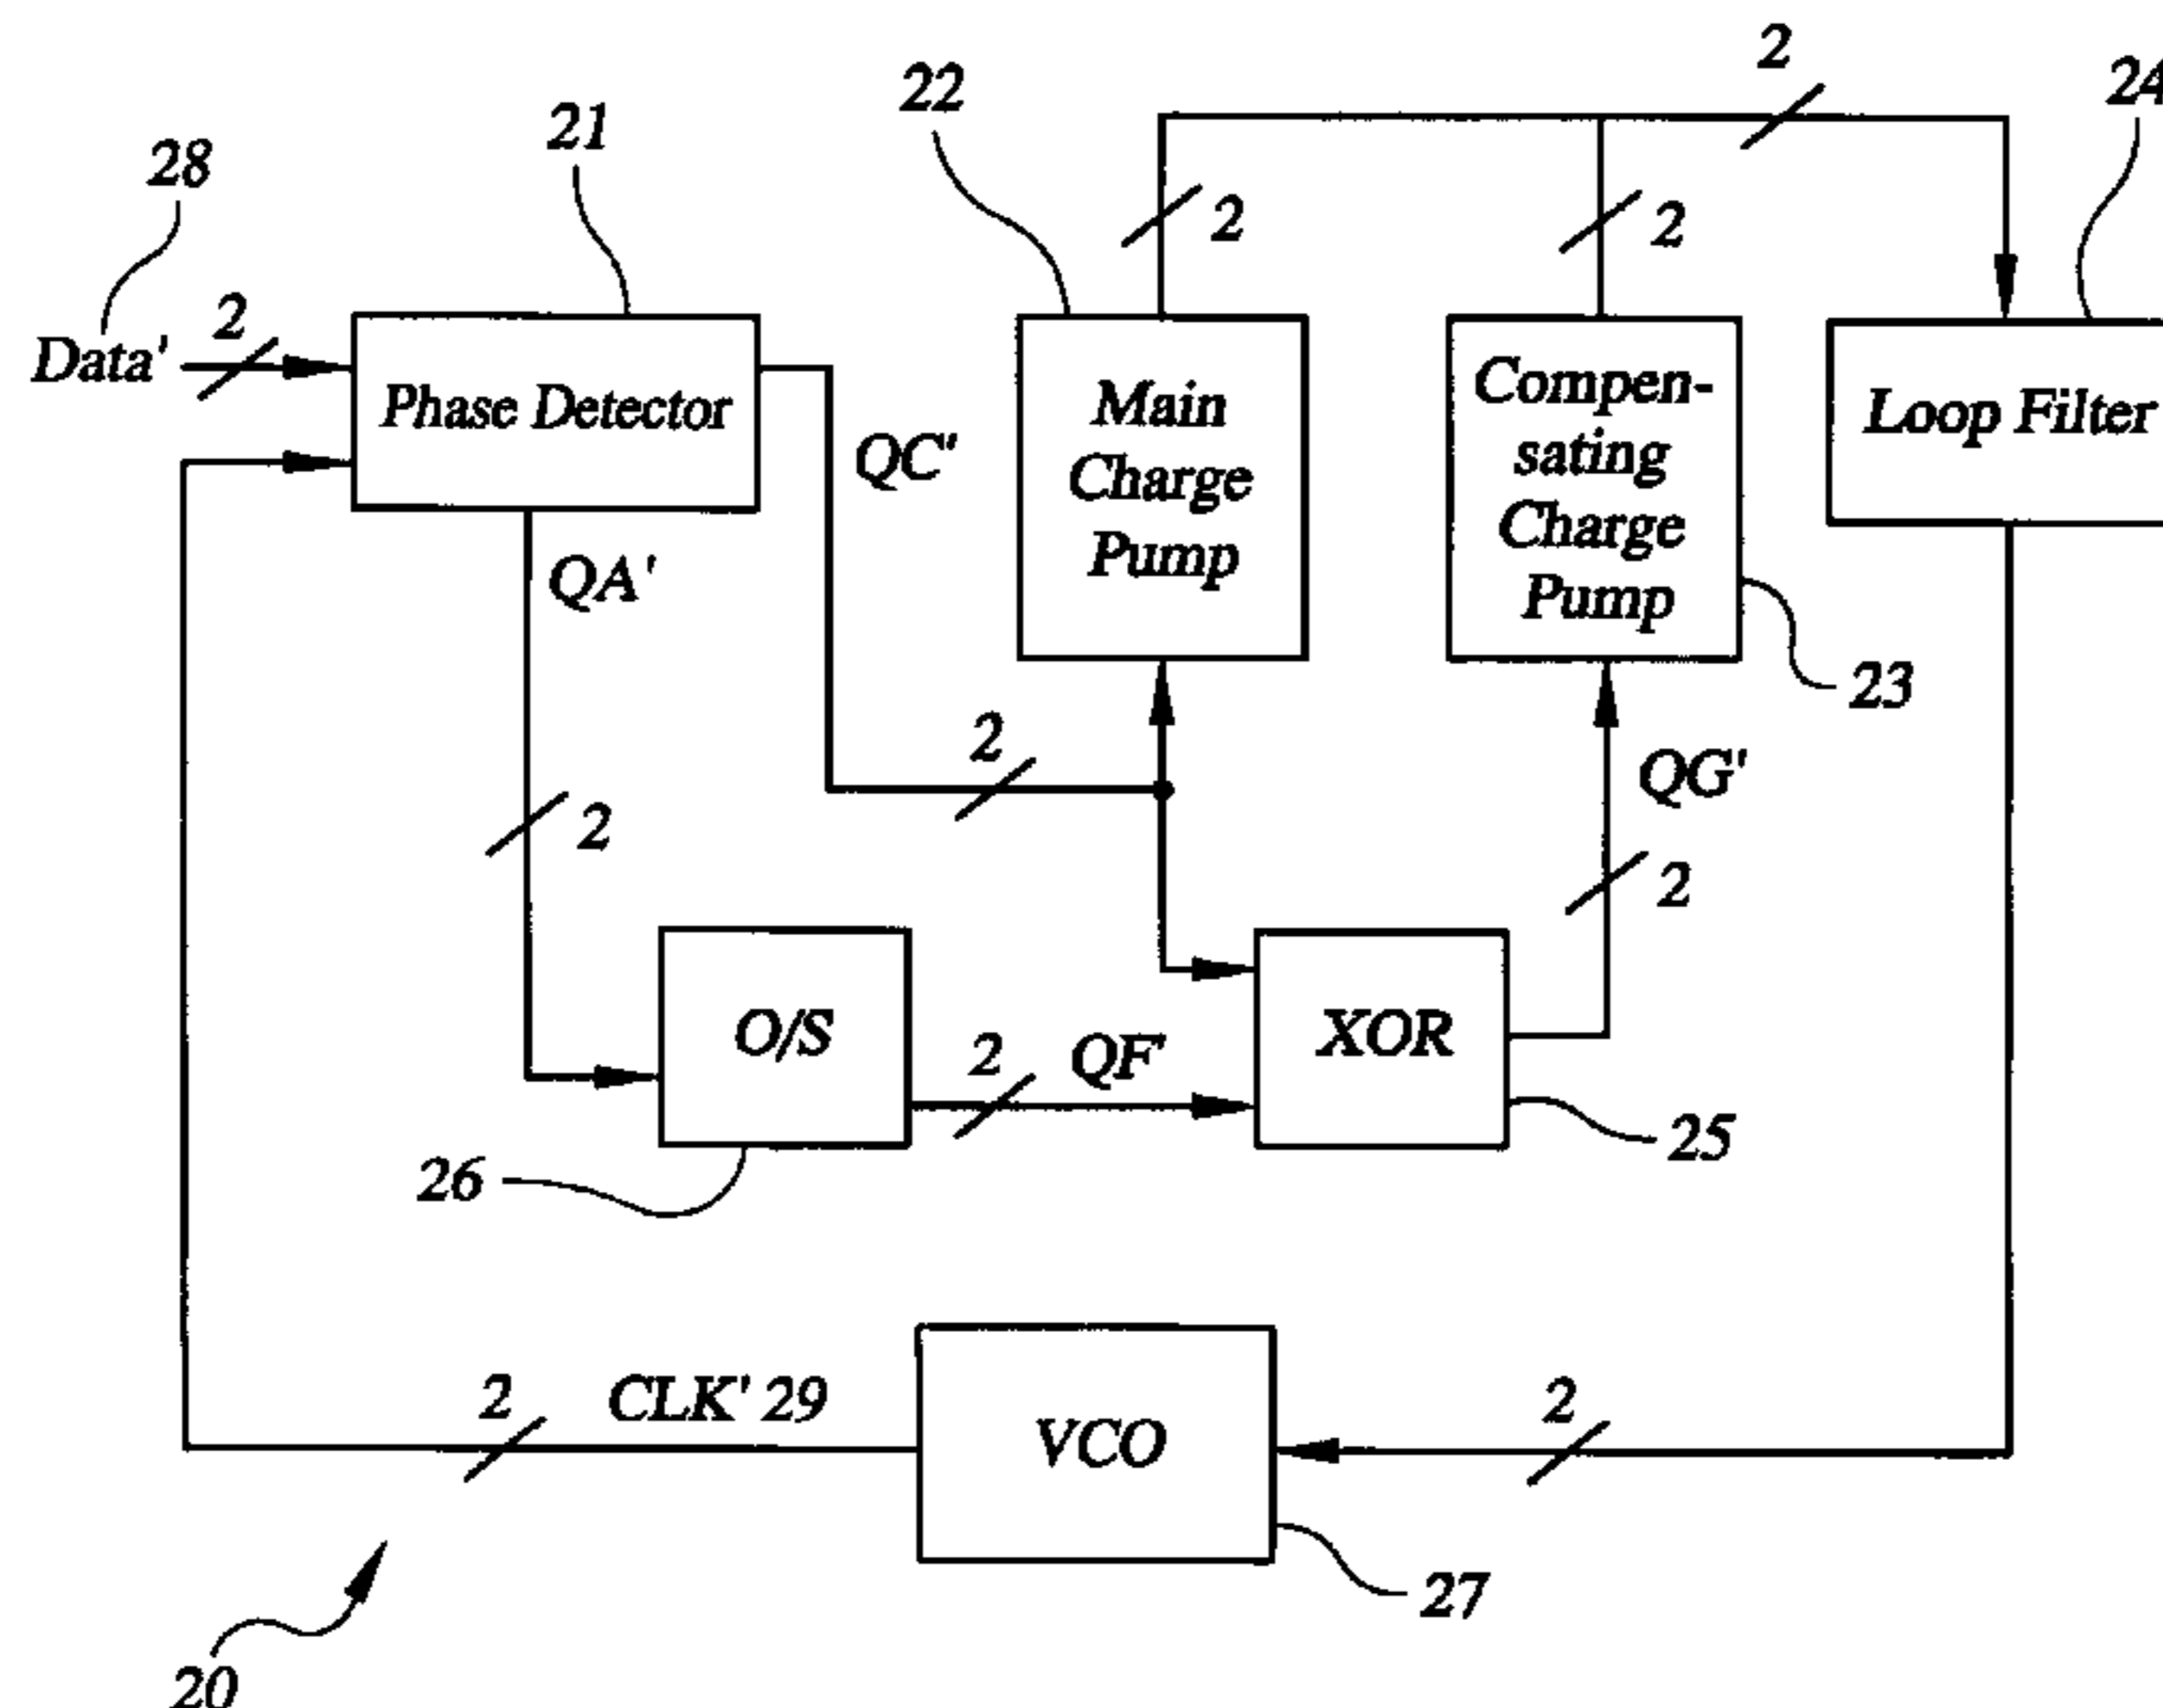 2
24
22
21
28
2
2
2
Data'
Phase Detector
QC'
Main
Charge
Pump
Compen-
sating
Charge
Pump
Loop Filter
QA'
23
2
QG'
2
2
O/S
2
QF'
XOR
26
25
2
CLK' 29
VCO
2
27
20